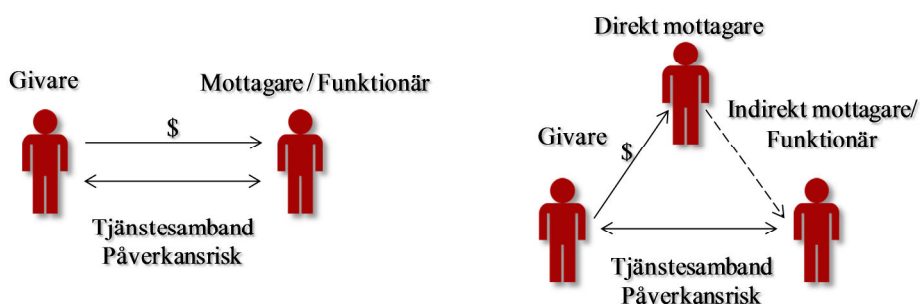 Givare
Mottagare / Funktionär
$
Tjänstesamband
Påverkansrisk
Direkt mottagare
Indirekt mottagare/
Funktionär
Givare
$
Tjänstesamband
Påverkansrisk